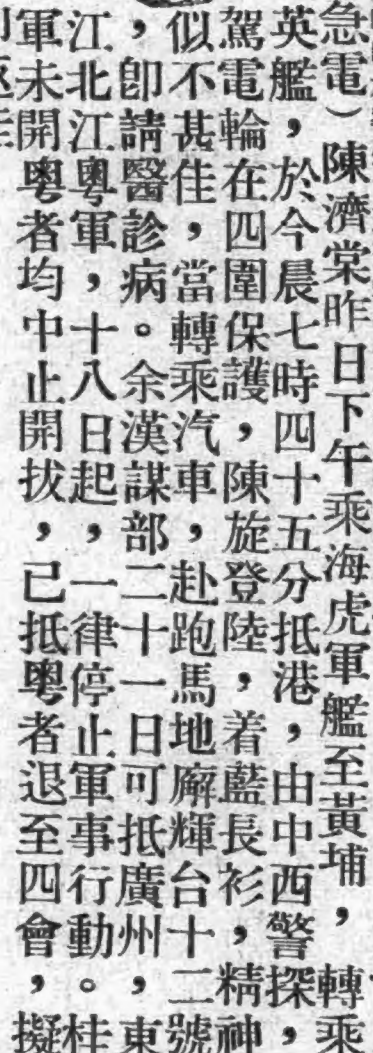 急電）陳濟棠昨日下午乘海虎軍艦至黃埔，轉乘
英艦，於今晨七時四十五分抵港，由中西警探，
駕電輪在四圍保護，陳旋登陸，着藍長衫，精神
似不甚佳，當轉乘汽車，赴跑馬地廨輝台十二號
，卽請醫診病。余漢謀部二十一日可抵廣州，東
江北江粵軍，十八日起，一律停止軍事行動。桂
軍未開粵者均中止開拔，已抵粵者退至四會，擬